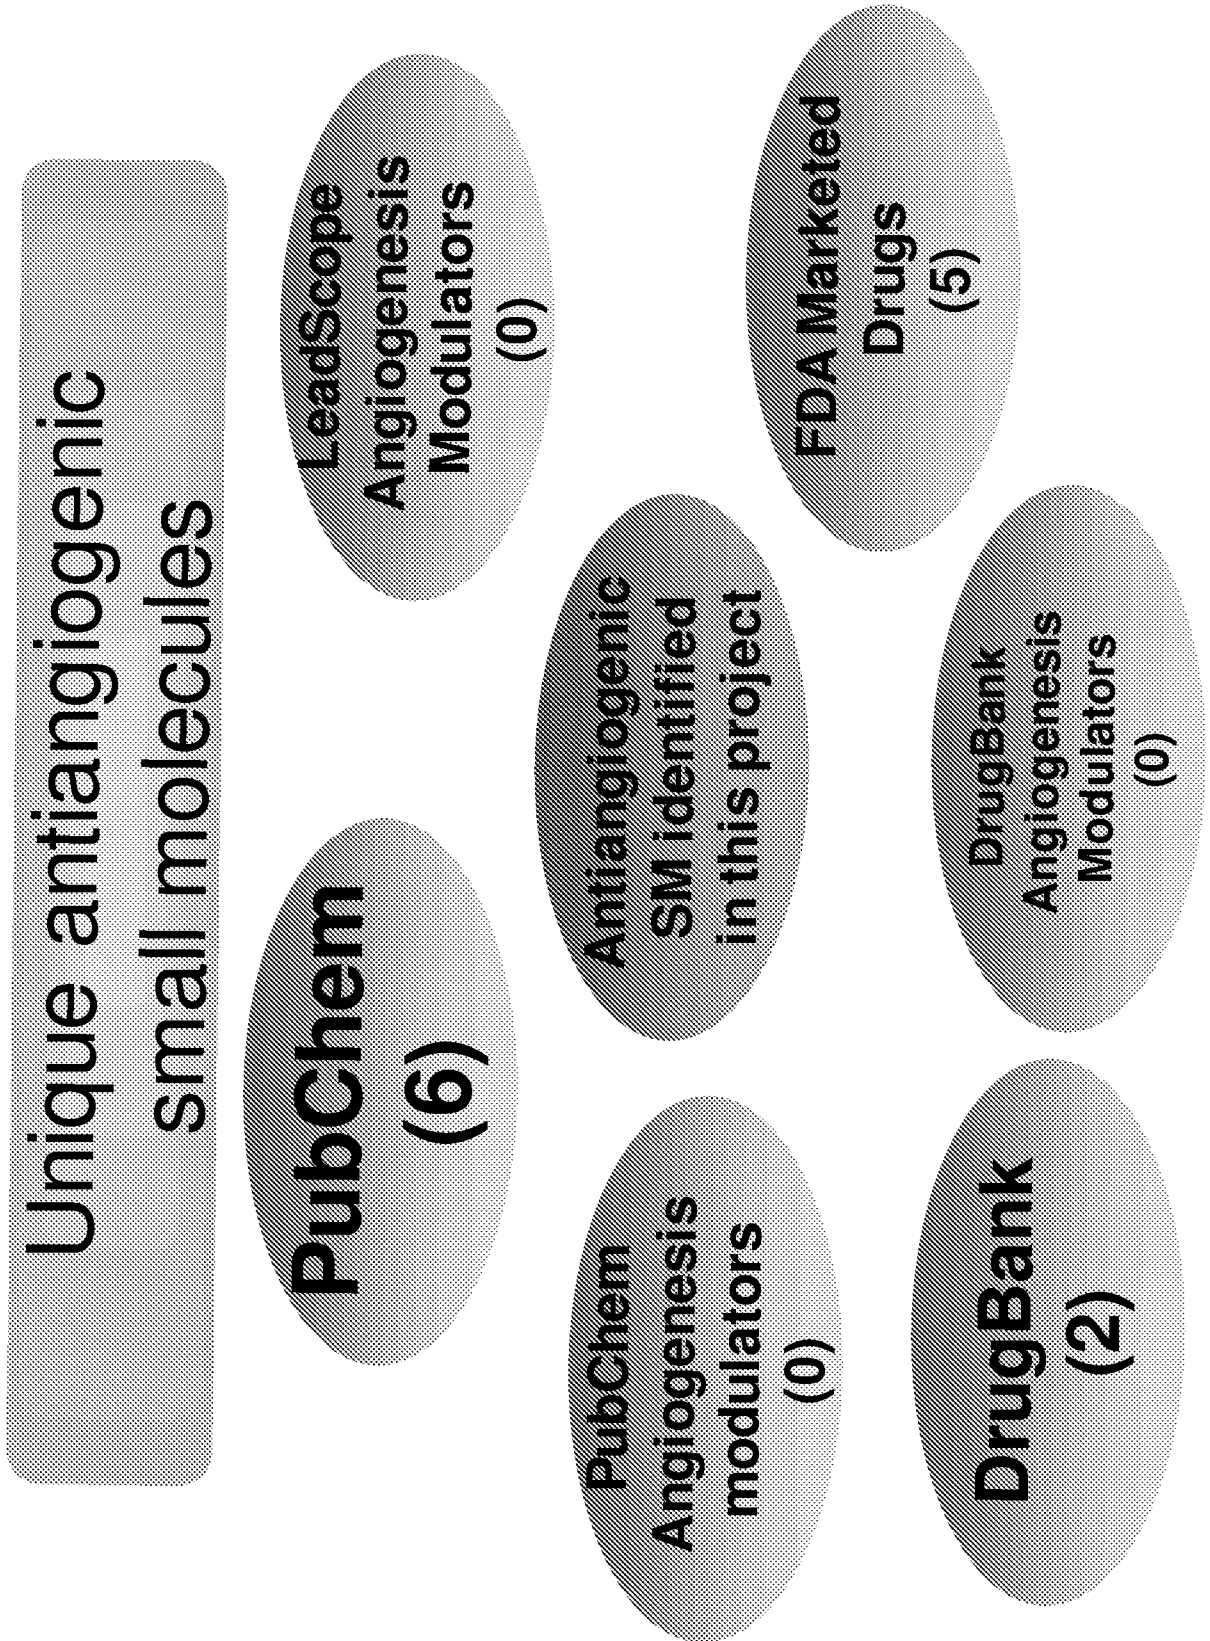 Unique antiangiogenic
small molecules
PubChem
(6)
LeadScope
Angiogenesis
Modulators
(0)
Antiangiogenic
SM identified
in this project
PubChem
Angiogenesis
modulators
(0)
FDA Marketed
Drugs
(5)
DrugBank
(2)
DrugBank
Angiogenesis
Modulators
(0)